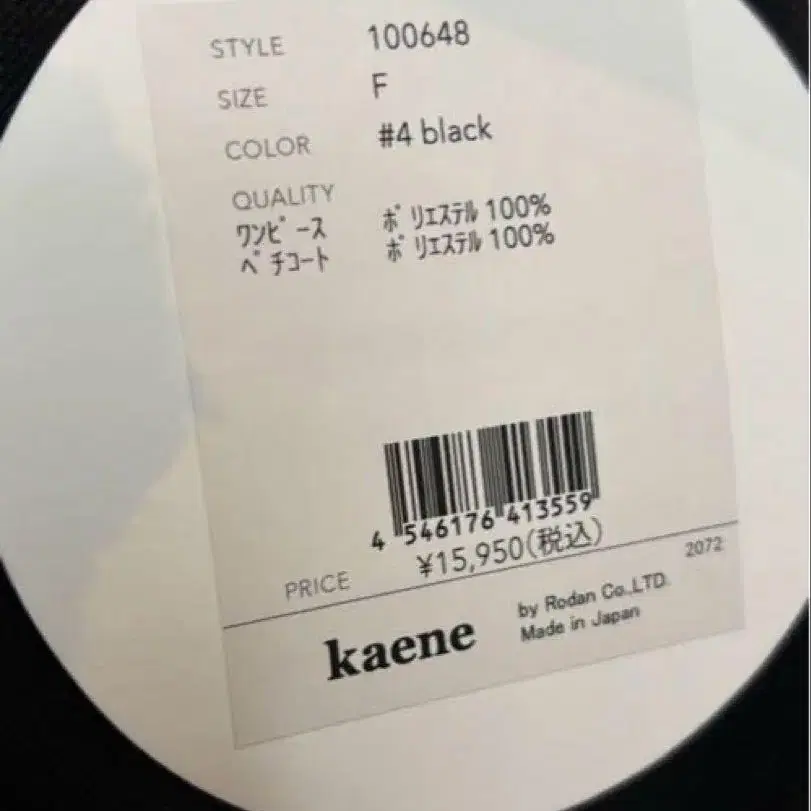 STYLE 100648
SIZE F
COLOR #4 black
QUALITY
ワンピース ポリエステル 100%
ペチコート ポリエステル 100%
4 546176 413559
PRICE ¥15,950(税込)
2072
kaene by Rodan Co.,LTD.
Made in Japan